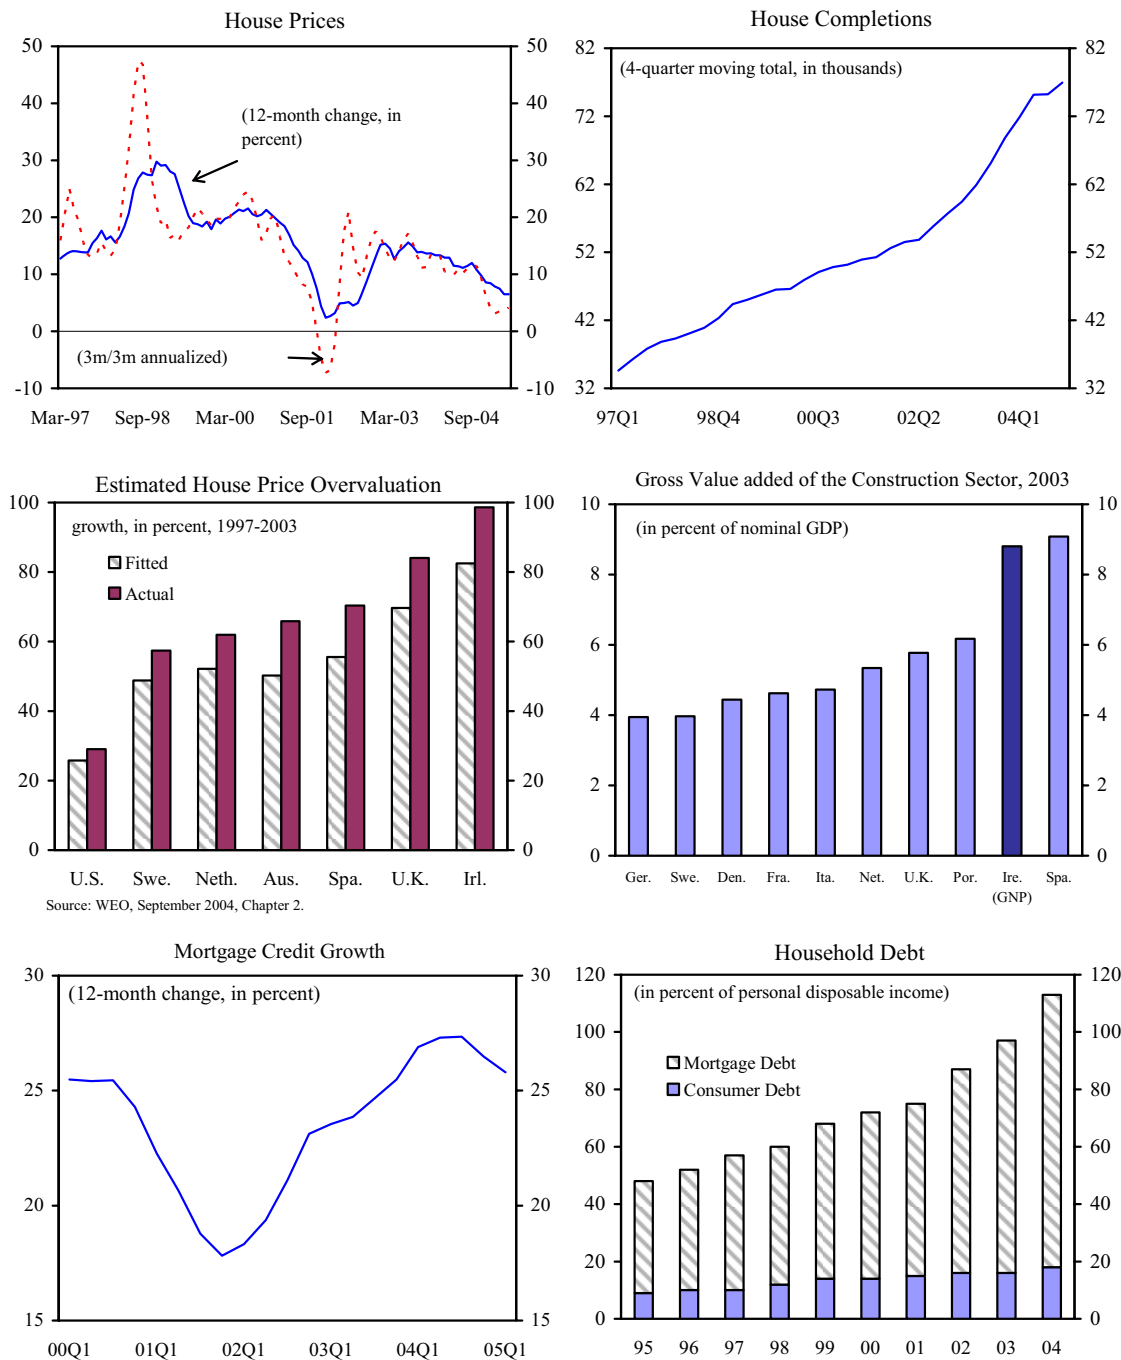 House Prices
50
40
30
20
10
0
-10
50
40
30
20
10
0
-10
(12-month change, in
percent)
(3m/3m annualized)
Mar-97 Sep-98 Mar-00 Sep-01 Mar-03 Sep-04
House Completions
82
72
62
52
42
32
82
72
62
52
42
32
(4-quarter moving total, in thousands)
97Q1 98Q4 00Q3 02Q2 04Q1
Estimated House Price Overvaluation
100
80
60
40
20
0
100
80
60
40
20
0
growth, in percent, 1997-2003
Fitted
Actual
U.S. Swe. Neth. Aus. Spa. U.K. Irl.
Source: WEO, September 2004, Chapter 2.
Gross Value added of the Construction Sector, 2003
10
8
6
4
2
0
10
8
6
4
2
0
(in percent of nominal GDP)
Ger. Swe. Den. Fra. Ita. Net. U.K. Por. Ire. Spa.
(GNP)
Mortgage Credit Growth
30
25
20
15
30
25
20
15
(12-month change, in percent)
00Q1 01Q1 02Q1 03Q1 04Q1 05Q1
Household Debt
120
100
80
60
40
20
0
120
100
80
60
40
20
0
(in percent of personal disposable income)
Mortgage Debt
Consumer Debt
95 96 97 98 99 00 01 02 03 04